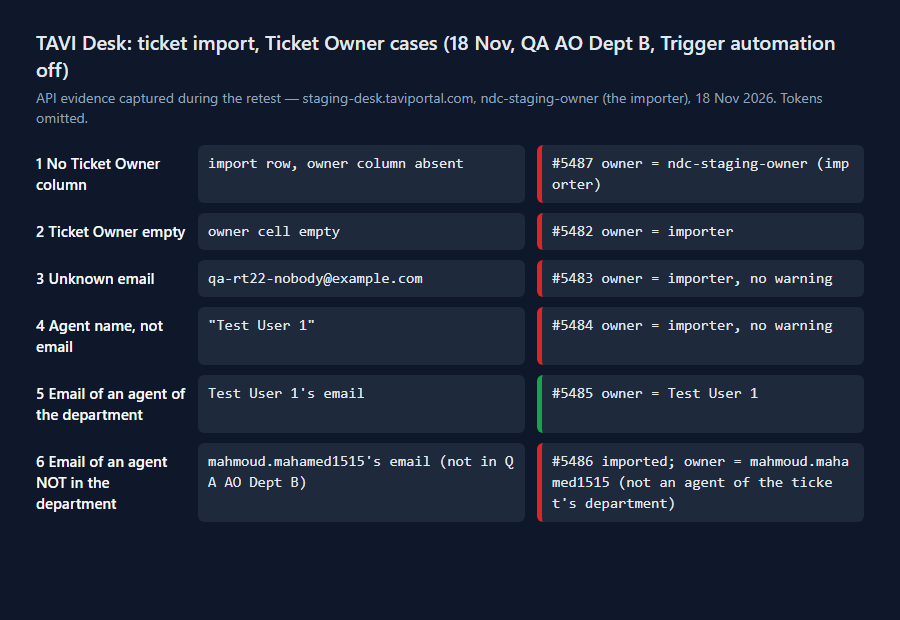 TAVI Desk: ticket import, Ticket Owner cases (18 Nov, QA AO Dept B, Trigger automation
off)
API evidence captured during the retest — staging-desk.taviportal.com, ndc-staging-owner (the importer), 18 Nov 2026. Tokens
omitted.
1 No Ticket Owner
column
import row, owner column absent
#5487 owner = ndc-staging-owner (imp
orter)
2 Ticket Owner empty
owner cell empty
#5482 owner = importer
3 Unknown email
qa-rt22-nobody@example.com
#5483 owner = importer, no warning
4 Agent name, not
email
"Test User 1"
#5484 owner = importer, no warning
5 Email of an agent of
the department
Test User 1's email
#5485 owner = Test User 1
6 Email of an agent
NOT in the
department
mahmoud.mahamed1515's email (not in Q
A AO Dept B)
#5486 imported; owner = mahmoud.maha
med1515 (not an agent of the ticke
t's department)